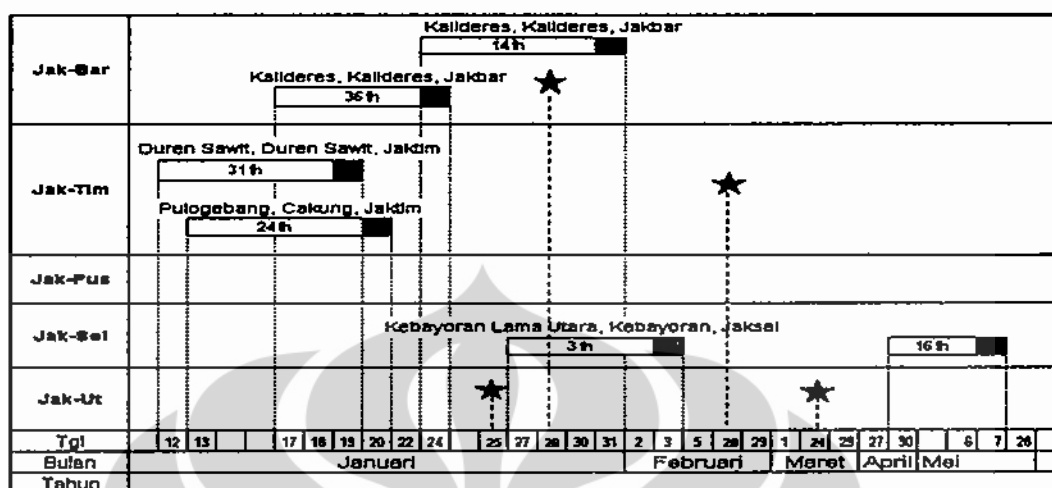 Kalideres, Kalideres, Jakbar
14 th
Jak-Bar
Kalideres, Kalideres, Jakbar
36 th
Duren Sawit, Duren Sawit, Jaktim
31 th
Jak-Tim
Pulogebang, Cakung, Jaktim
24 th
Jak-Pus
Jak-Sel
Kebayoran Lama Utara, Kebayoran, Jaksel
3 th
16 th
Jak-Ut
Tgl 12 13 17 18 19 20 22 24 25 27 28 30 31 2 3 5 28 29 1 24 29 27 30 6 7 26
Bulan Januari Februari Maret April Mei
Tahun